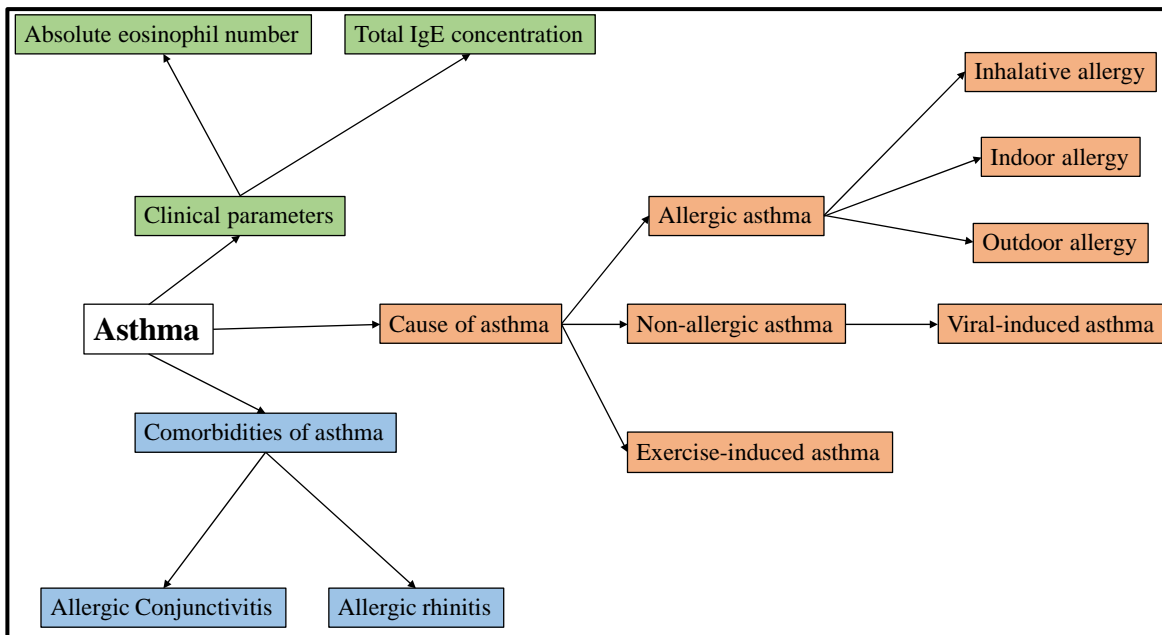 Absolute eosinophil number
Total IgE concentration
Inhalative allergy
Indoor allergy
Clinical parameters
Allergic asthma
Outdoor allergy
Asthma
Cause of asthma
Non-allergic asthma
Viral-induced asthma
Comorbidities of asthma
Exercise-induced asthma
Allergic Conjunctivitis
Allergic rhinitis